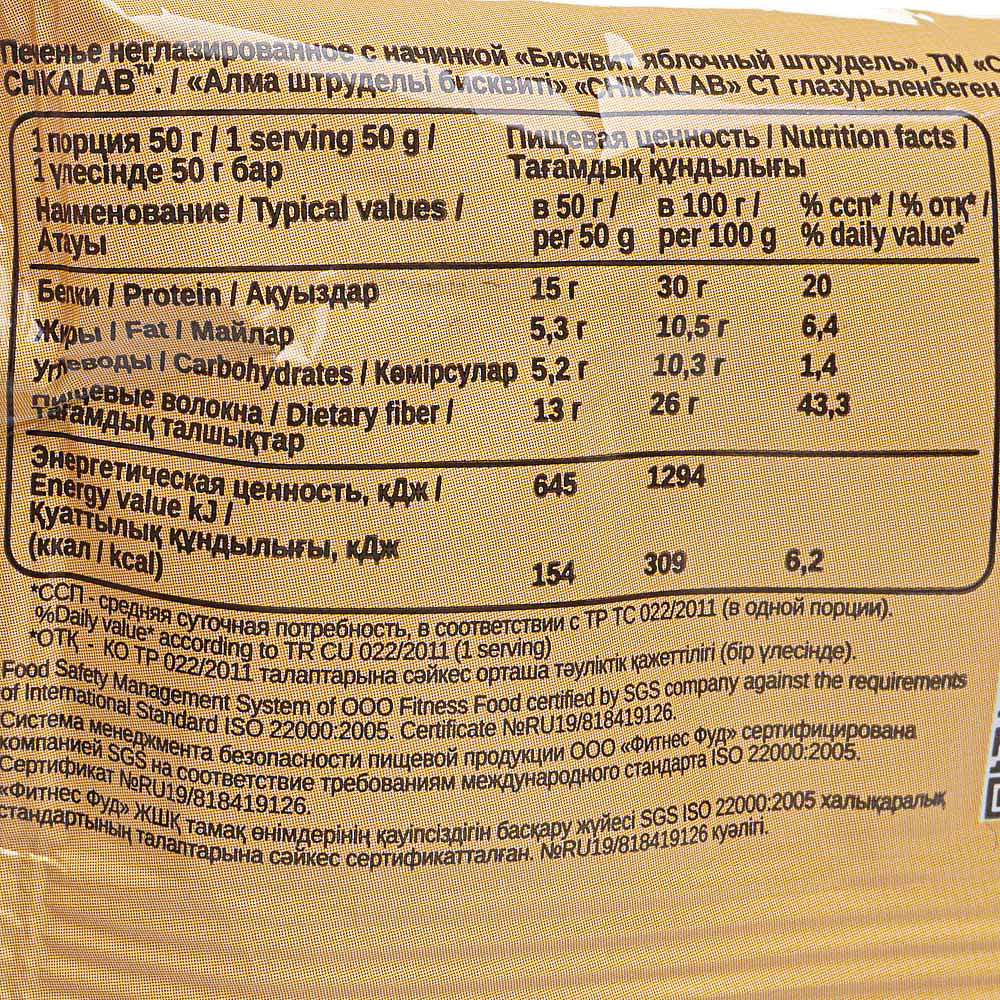 Печенье неглазированное с начинкой «Бисквит яблочный штрудель», ТМ «C
CHIKALAB™. / «Алма штруделы бисквиті» «CHIKALAB» СТ глазурьленбеген
1 порция 50 г / 1 serving 50 g /
1 үлесінде 50 г бар
Пищевая ценность / Nutrition facts /
Тағамдық құндылығы
Наименование / Typical values /
Атауы
в 50 г / в 100 г / % ссп* / % отқ* /
per 50 g per 100 g % daily value*
Белки / Protein / Ақуыздар 15 г 30 г 20
Жиры / Fat / Майлар 5,3 г 10,5 г 6,4
Углеводы / Carbohydrates / Көмірсулар 5,2 г 10,3 г 1,4
Пищевые волокна / Dietary fiber / 13 г 26 г 43,3
Тағамдық талшықтар
Энергетическая ценность, кДж / 645 1294
Energy value kJ /
Қуаттылық құндылығы, кДж
(ккал / kcal) 154 309 6,2
*ССП - средняя суточная потребность, в соответствии с ТР ТС 022/2011 (в одной порции).
%Daily value* according to TR CU 022/2011 (1 serving)
*ОТҚ - КО ТР 022/2011 талаптарына сәйкес орташа тәуліктік қажеттілігі (бір үлесінде).
Food Safety Management System of OOO Fitness Food certified by SGS company against the requirements
of International Standard ISO 22000:2005. Certificate №RU19/818419126.
Система менеджмента безопасности пищевой продукции ООО «Фитнес Фуд» сертифицирована
компанией SGS на соответствие требованиям международного стандарта ISO 22000:2005.
Сертификат №RU19/818419126.
«Фитнес Фуд» ЖШҚ тамақ өнімдерінің қауіпсіздігін басқару жүйесі SGS ISO 22000:2005 халықаралық
стандартының талаптарына сәйкес сертификатталған. №RU19/818419126 куәлігі.